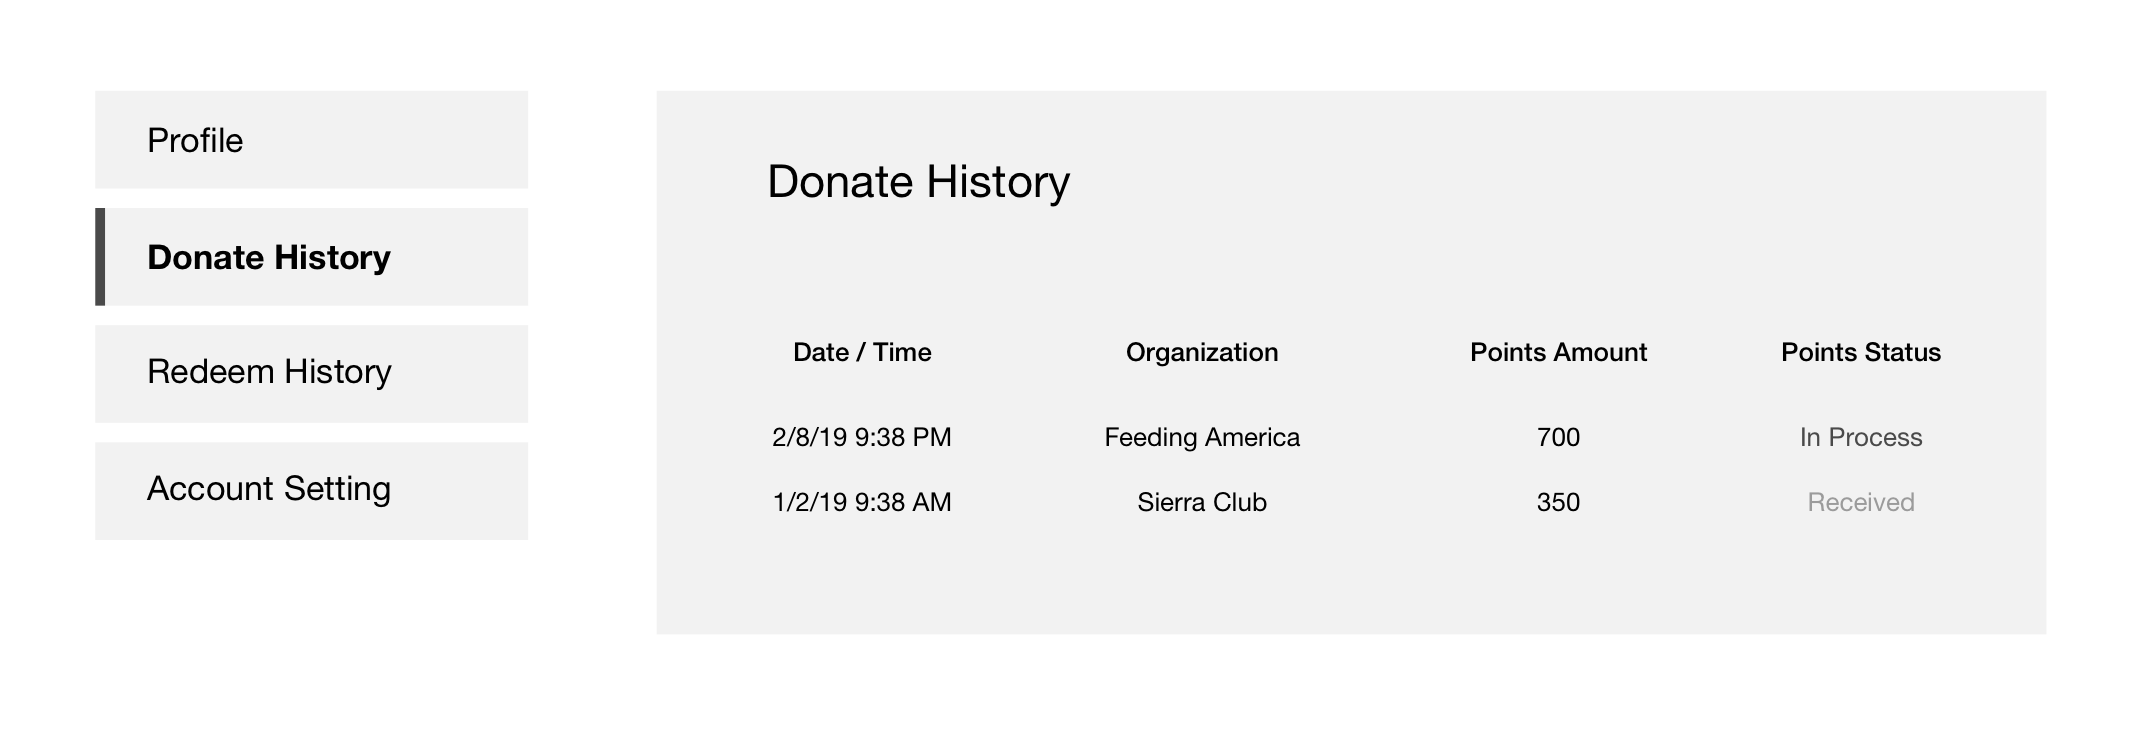 Profile
Donate History
Redeem History
Account Setting
Donate History
Date / Time Organization Points Amount Points Status
2/8/19 9:38 PM Feeding America 700 In Process
1/2/19 9:38 AM Sierra Club 350 Received